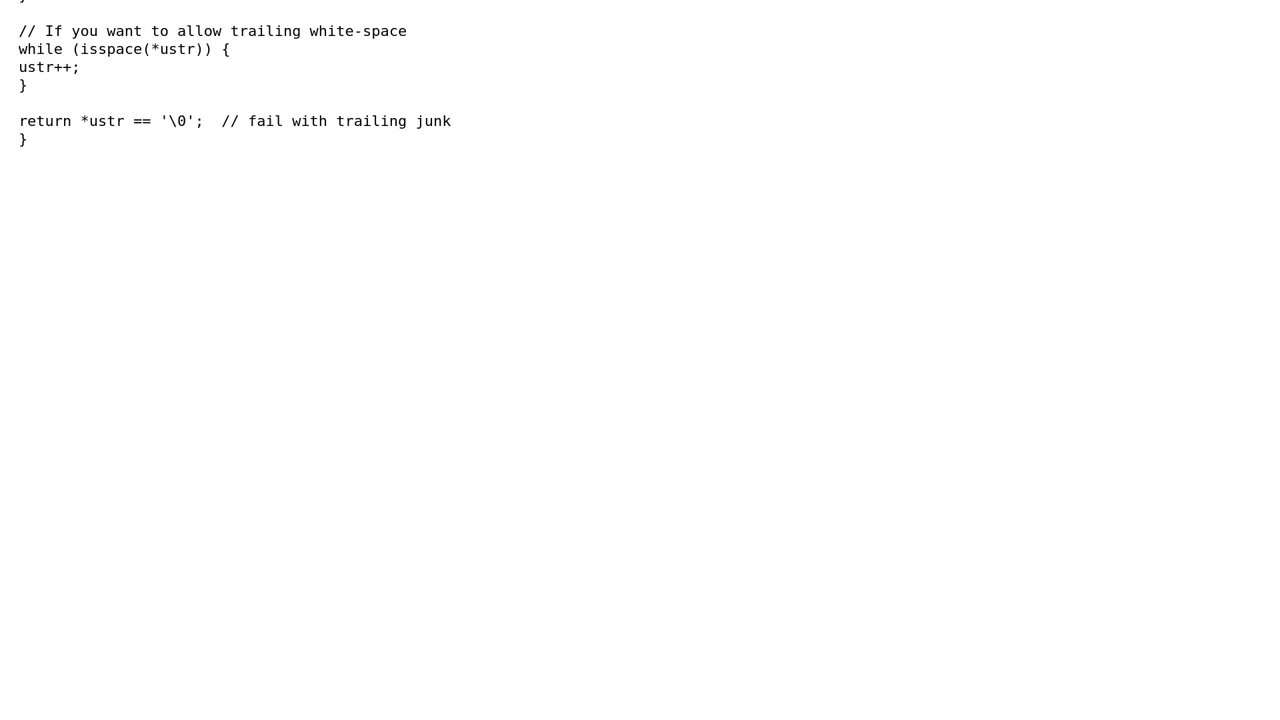 }
// If you want to allow trailing white-space
while (isspace(*ustr)) {
ustr++;
}
return *ustr == '\0';  // fail with trailing junk
}